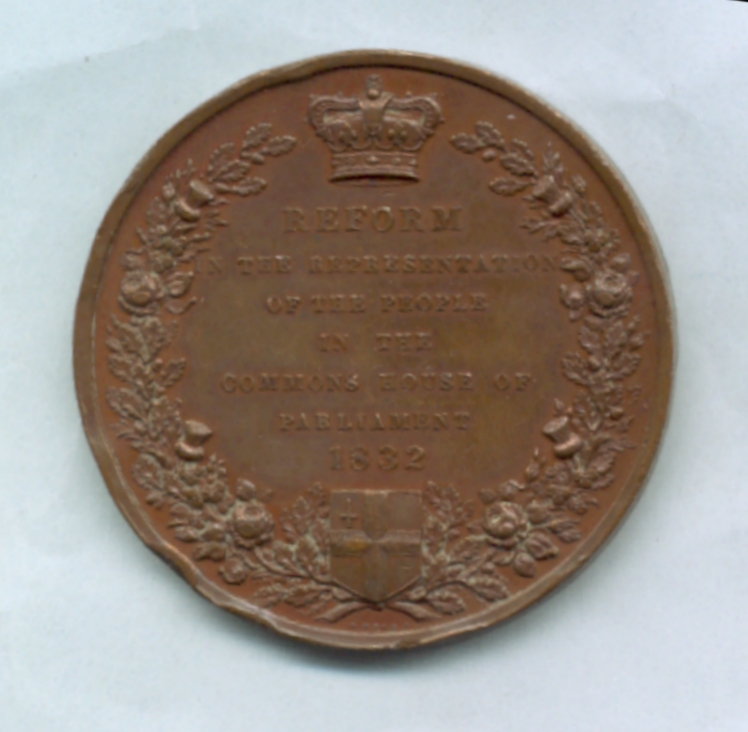 REFORM
IN THE REPRESENTATION
OF THE PEOPLE
IN THE
COMMONS HOUSE OF
PARLIAMENT
1832